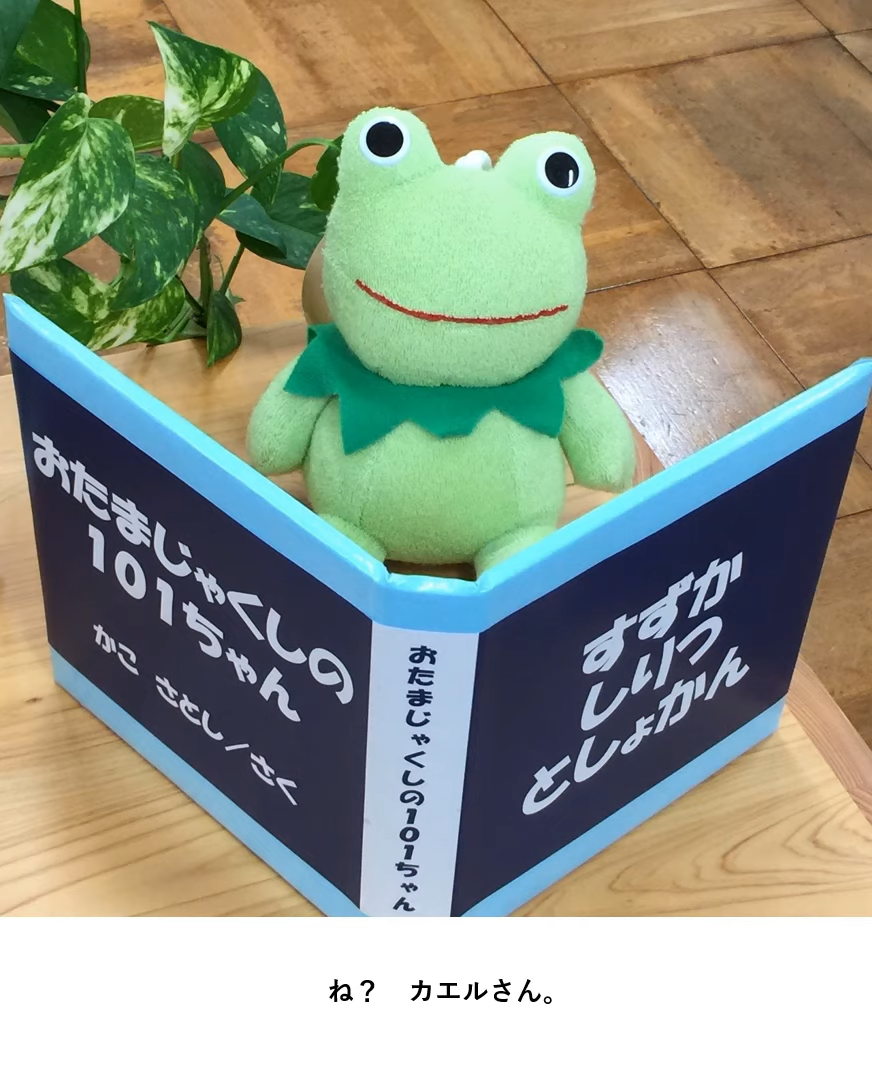 おたまじゃくしの
101ちゃん
かこ さとし/さく
おたまじゃくしの101ちゃん
すずか
しりつ
としょかん
ね？　カエルさん。